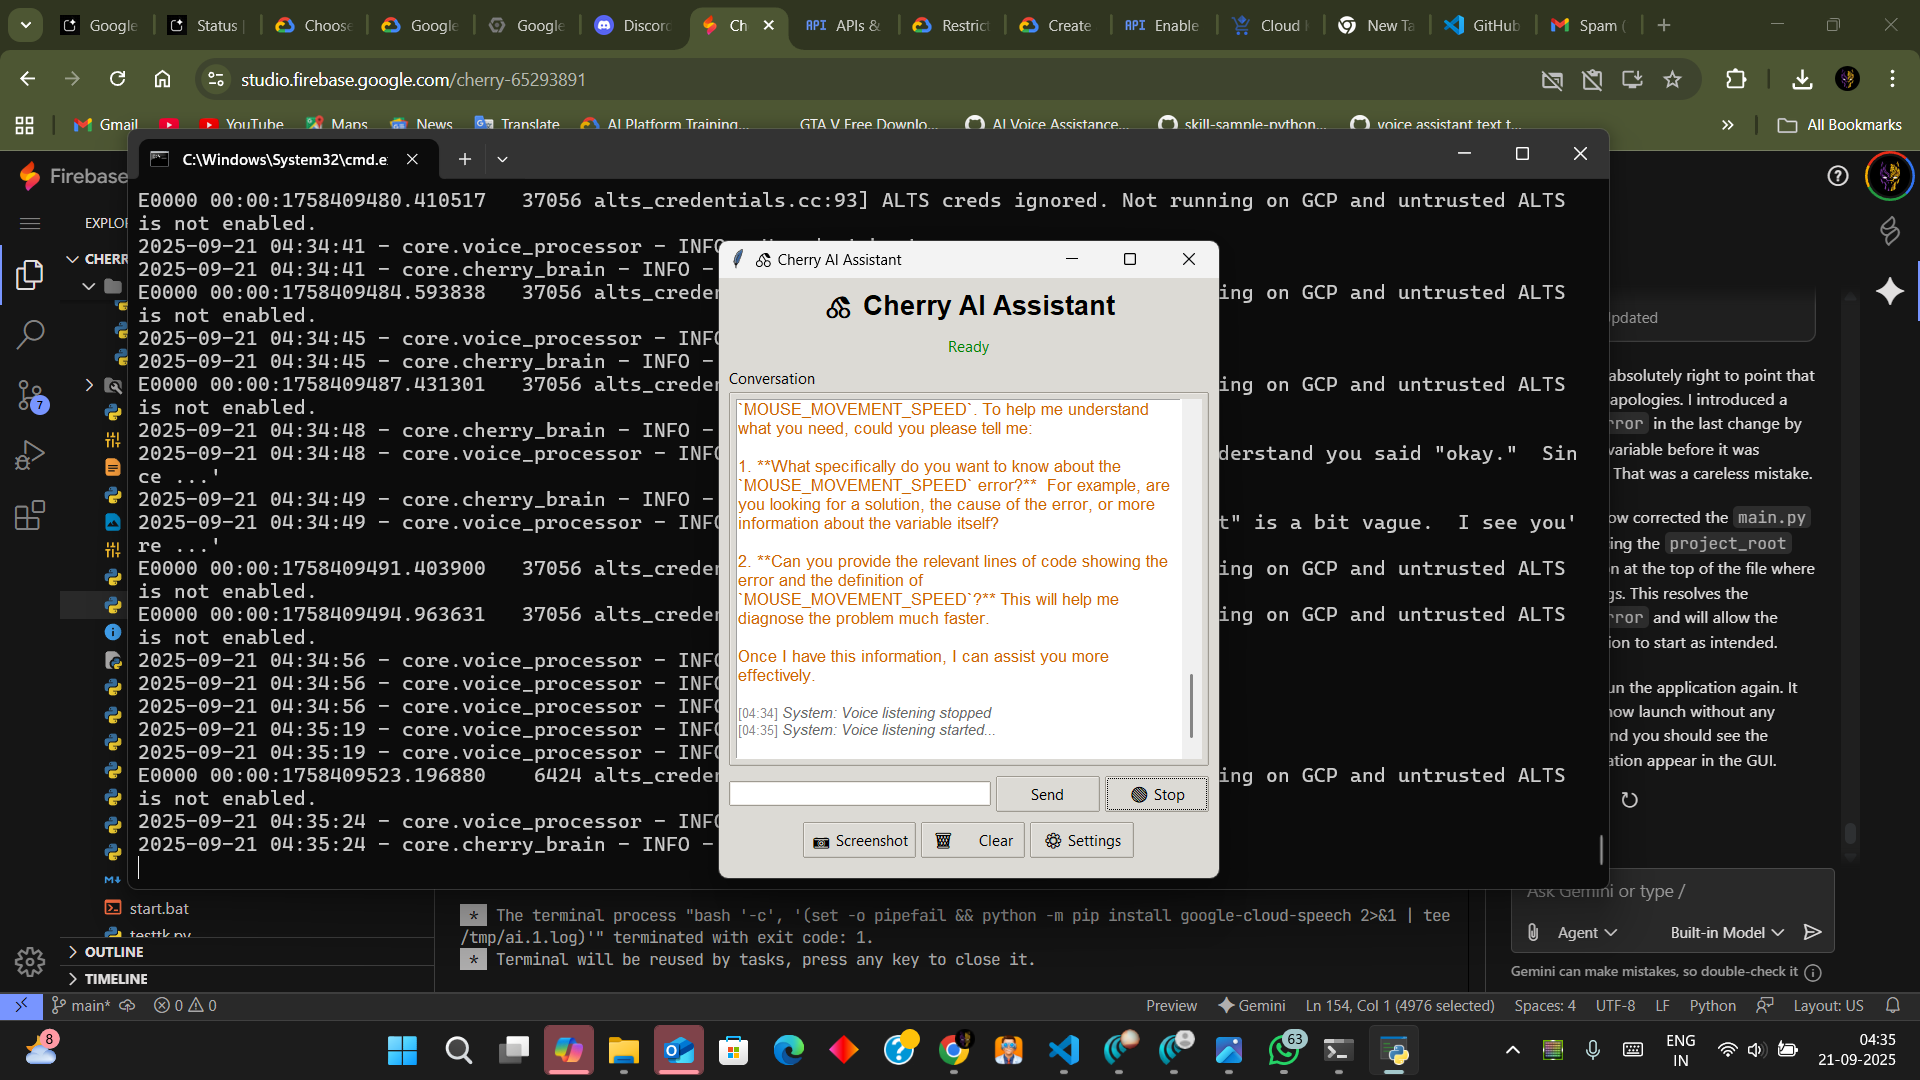 Google
Status
Choose
Google
Google
Discord
Ch
APIs &
Restric
Create
Enable
Cloud
New Ta
GitHub
Spam (
studio.firebase.google.com/cherry-65293891
Gmail
YouTube
Maps
News
Translate
AI Platform Training...
GTA V Free Downlo...
AI Voice Assistance...
skill-sample-python...
voice assistant text t...
All Bookmarks
Firebase
EXPLOR
CHERR
C:\Windows\System32\cmd.e
E0000 00:00:1758409480.410517   37056 alts_credentials.cc:93] ALTS creds ignored. Not running on GCP and untrusted ALTS
is not enabled.
2025-09-21 04:34:41 - core.voice_processor - INFO
2025-09-21 04:34:41 - core.cherry_brain - INFO -
E0000 00:00:1758409484.593838   37056 alts_creder ing on GCP and untrusted ALTS
is not enabled.
2025-09-21 04:34:45 - core.voice_processor - INFO
2025-09-21 04:34:45 - core.cherry_brain - INFO -
E0000 00:00:1758409487.431301   37056 alts_creder ing on GCP and untrusted ALTS
is not enabled.
2025-09-21 04:34:48 - core.cherry_brain - INFO -
2025-09-21 04:34:48 - core.voice_processor - INFO derstand you said "okay."  Sin
ce ...'
2025-09-21 04:34:49 - core.cherry_brain - INFO -
2025-09-21 04:34:49 - core.voice_processor - INFO t" is a bit vague.  I see you'
re ...'
E0000 00:00:1758409491.403900   37056 alts_creder ing on GCP and untrusted ALTS
is not enabled.
E0000 00:00:1758409494.963631   37056 alts_creder ing on GCP and untrusted ALTS
is not enabled.
2025-09-21 04:34:56 - core.voice_processor - INFO
2025-09-21 04:34:56 - core.voice_processor - INFO
2025-09-21 04:34:56 - core.voice_processor - INFO
2025-09-21 04:35:19 - core.voice_processor - INFO
2025-09-21 04:35:19 - core.voice_processor - INFO
E0000 00:00:1758409523.196880    6424 alts_creder ing on GCP and untrusted ALTS
is not enabled.
2025-09-21 04:35:24 - core.voice_processor - INFO
2025-09-21 04:35:24 - core.cherry_brain - INFO -
Cherry AI Assistant
Cherry AI Assistant
Ready
Conversation
`MOUSE_MOVEMENT_SPEED`. To help me understand
what you need, could you please tell me:
1. **What specifically do you want to know about the
`MOUSE_MOVEMENT_SPEED` error?**  For example, are
you looking for a solution, the cause of the error, or more
information about the variable itself?
2. **Can you provide the relevant lines of code showing the
error and the definition of
`MOUSE_MOVEMENT_SPEED`?** This will help me
diagnose the problem much faster.
Once I have this information, I can assist you more
effectively.
[04:34] System: Voice listening stopped
[04:35] System: Voice listening started...
Send
Stop
Screenshot
Clear
Settings
pdated
absolutely right to point that
apologies. I introduced a
ror in the last change by
variable before it was
That was a careless mistake.
ow corrected the main.py
ing the project_root
n at the top of the file where
gs. This resolves the
ror and will allow the
ion to start as intended.
un the application again. It
now launch without any
nd you should see the
ation appear in the GUI.
Ask Gemini or type /
Agent
Built-in Model
Gemini can make mistakes, so double-check it
7
start.bat
testtk.py
OUTLINE
TIMELINE
* The terminal process "bash '-c', '(set -o pipefail && python -m pip install google-cloud-speech 2>&1 | tee
/tmp/ai.1.log)'" terminated with exit code: 1.
* Terminal will be reused by tasks, press any key to close it.
main*
0
0
Preview
Gemini
Ln 154, Col 1 (4976 selected)
Spaces: 4
UTF-8
LF
Python
Layout: US
8
63
ENG
IN
04:35
21-09-2025